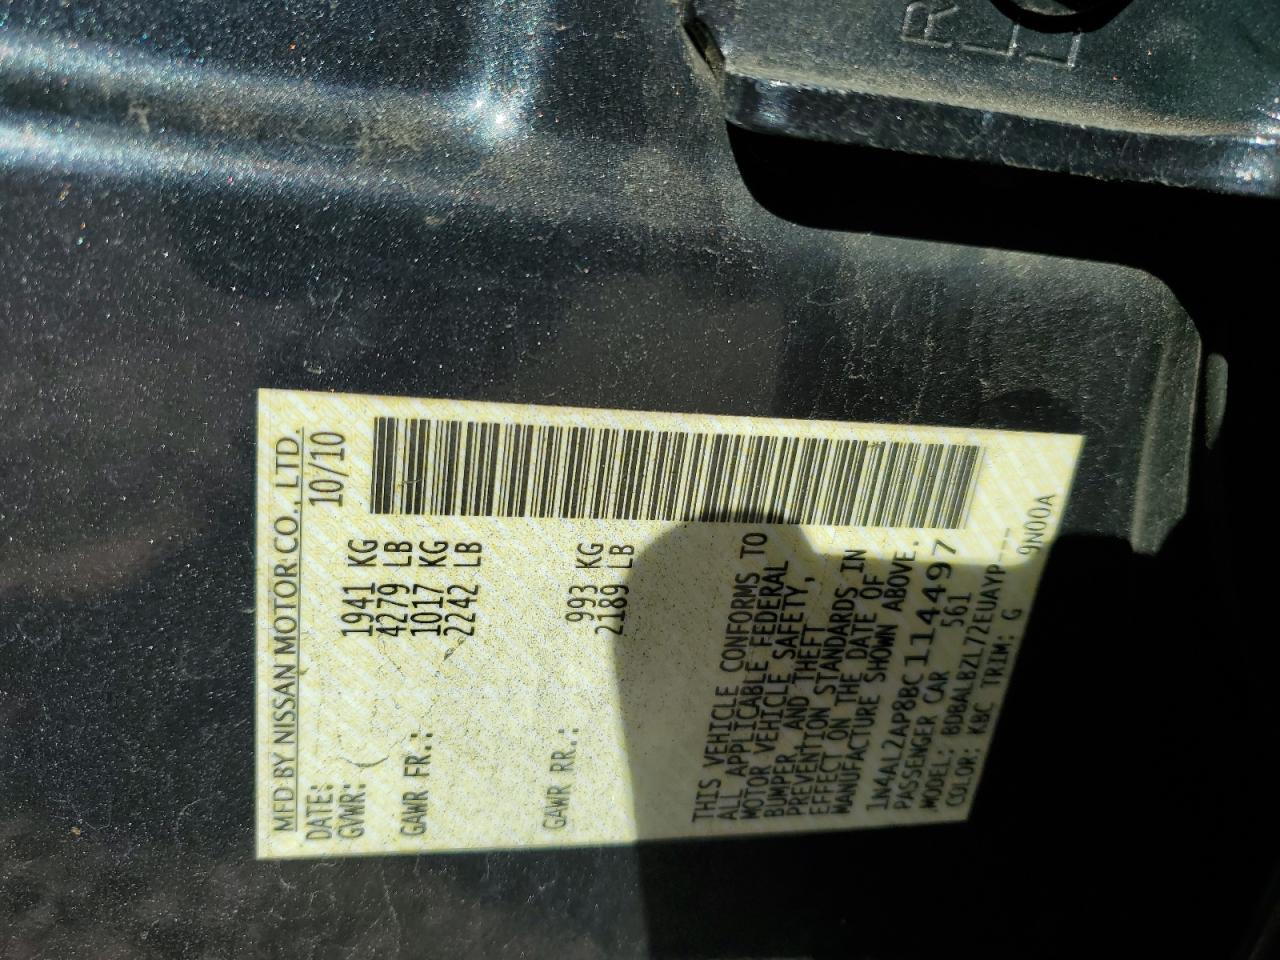 MFD BY NISSAN MOTOR CO., LTD.
DATE: 10/10
GVWR: 1941 KG
4279 LB
GAWR FR.: 1017 KG
2242 LB
GAWR RR.: 993 KG
2189 LB
THIS VEHICLE CONFORMS TO
ALL APPLICABLE FEDERAL
MOTOR VEHICLE SAFETY,
BUMPER AND THEFT
PREVENTION STANDARDS IN
EFFECT ON THE DATE OF
MANUFACTURE SHOWN ABOVE.
1N4AL2AP8BC114497
PASSENGER CAR 561
MODEL: BDBALBZL72EUAYP---
COLOR: KBC TRIM: G 9N00A